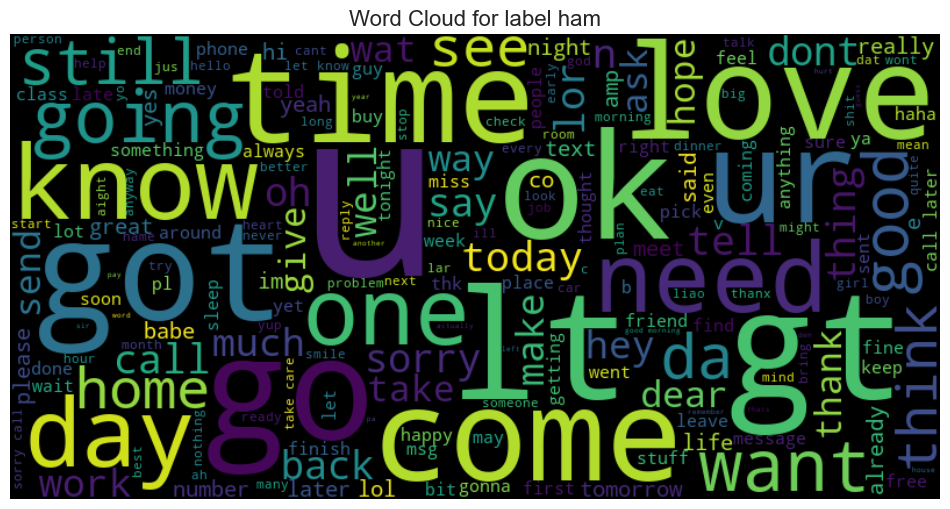 Word Cloud for label ham
person end cant let know phone night n people god talk dat wont
still help jus hello hi wat see lor amp ask hope dont really feel
class late yo yes money told guy time early love big shit
going yeah long buy stop check morning haha
something always year room text right dinner sure ya mean
know oh better well tonight way every u ok said even ur anything good quite
aight anyway miss co look eat coming thing e
start great heart give reply nice say job thought pick v might call later
send lot around never another week ill plan tell sent
got name im today meet
try pl sleep yet lar problem next thk place c car b liao need thanx girl boy
soon pay yup one lt make friend find gt
please sir word babe actually good morning
hour month much smile sorry hey da mind bring fine
done call go left getting went thank keep think
wait home take care let take someone dear remember chats
day ready pa come leave life message already house
sorry call nothing finish happy may stuff want
best ah back msg
work number many later lol bit gonna first tomorrow free